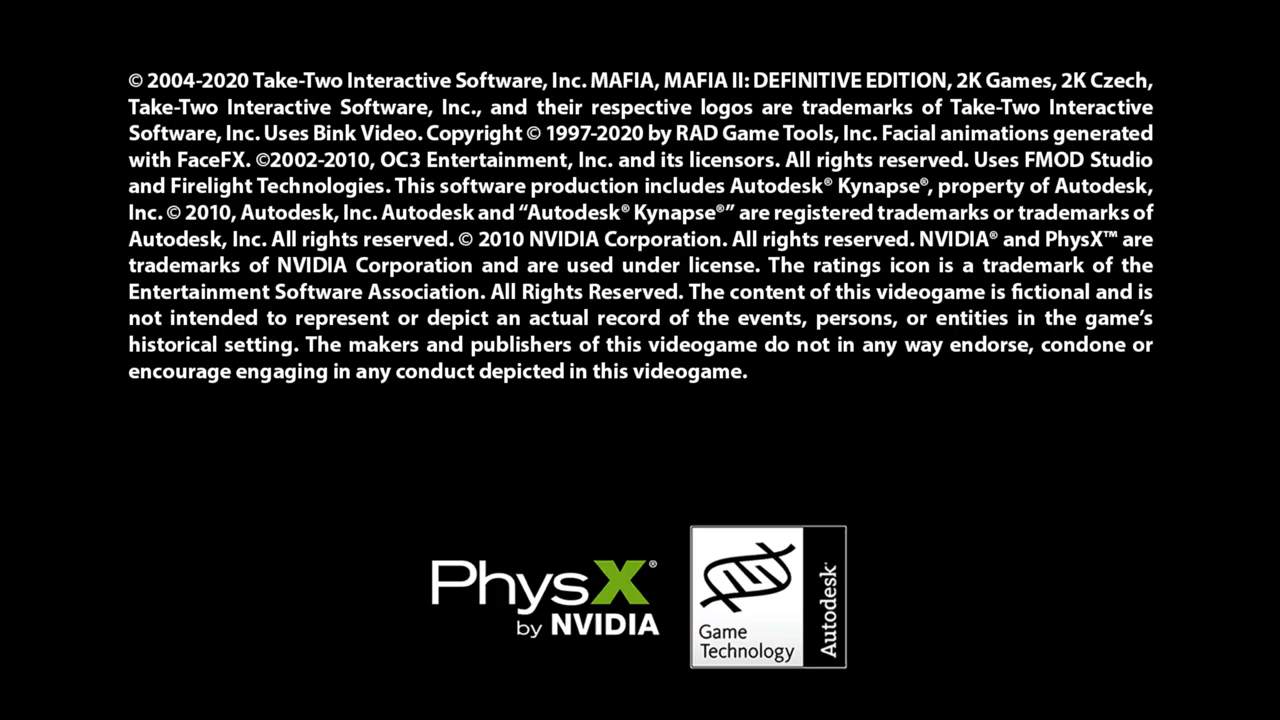 © 2004-2020 Take-Two Interactive Software, Inc. MAFIA, MAFIA II: DEFINITIVE EDITION, 2K Games, 2K Czech,
Take-Two Interactive Software, Inc., and their respective logos are trademarks of Take-Two Interactive
Software, Inc. Uses Bink Video. Copyright © 1997-2020 by RAD Game Tools, Inc. Facial animations generated
with FaceFX. ©2002-2010, OC3 Entertainment, Inc. and its licensors. All rights reserved. Uses FMOD Studio
and Firelight Technologies. This software production includes Autodesk® Kynapse®, property of Autodesk,
Inc. © 2010, Autodesk, Inc. Autodesk and “Autodesk® Kynapse®” are registered trademarks or trademarks of
Autodesk, Inc. All rights reserved. © 2010 NVIDIA Corporation. All rights reserved. NVIDIA® and PhysX™ are
trademarks of NVIDIA Corporation and are used under license. The ratings icon is a trademark of the
Entertainment Software Association. All Rights Reserved. The content of this videogame is fictional and is
not intended to represent or depict an actual record of the events, persons, or entities in the game’s
historical setting. The makers and publishers of this videogame do not in any way endorse, condone or
encourage engaging in any conduct depicted in this videogame.
PhysX®
by NVIDIA
Game
Technology
Autodesk®